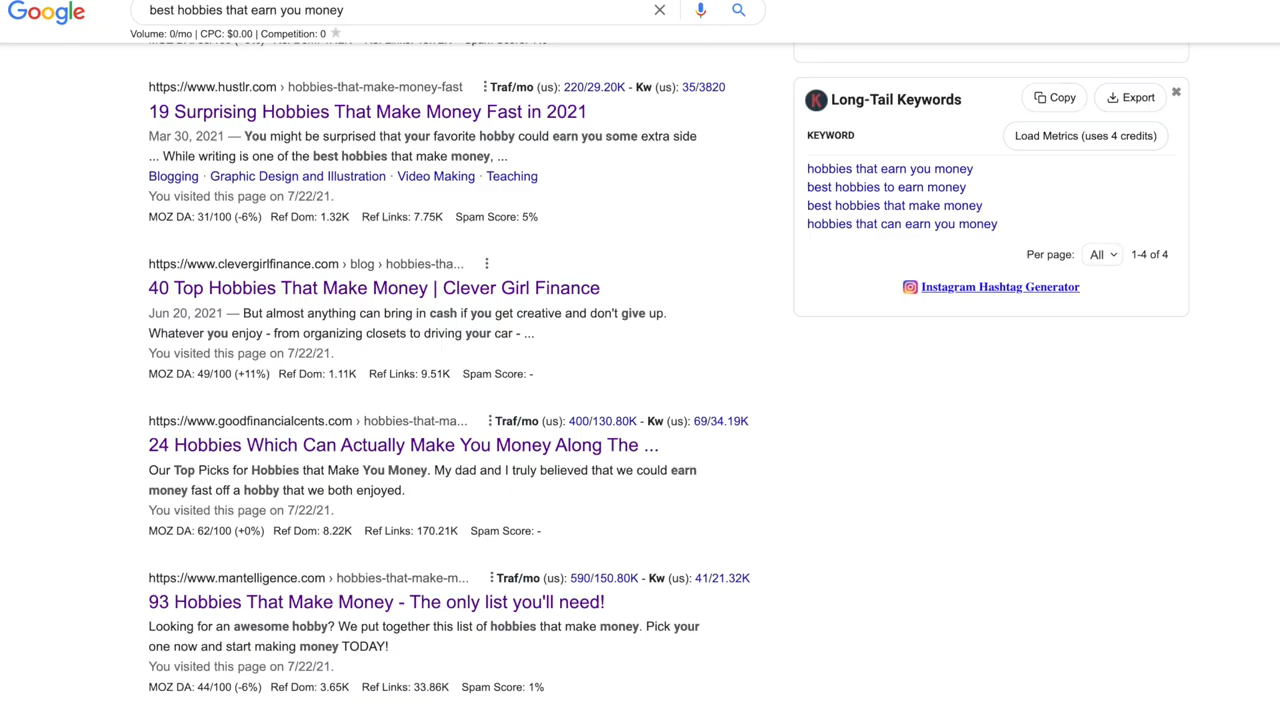 Google
best hobbies that earn you money
Volume: 0/mo | CPC: $0.00 | Competition: 0
https://www.hustlr.com › hobbies-that-make-money-fast Traf/mo (us): 220/29.20K - Kw (us): 35/3820
19 Surprising Hobbies That Make Money Fast in 2021
Mar 30, 2021 — You might be surprised that your favorite hobby could earn you some extra side
... While writing is one of the best hobbies that make money, ...
Blogging · Graphic Design and Illustration · Video Making · Teaching
You visited this page on 7/22/21.
MOZ DA: 31/100 (-6%) Ref Dom: 1.32K Ref Links: 7.75K Spam Score: 5%
https://www.clevergirlfinance.com › blog › hobbies-tha...
40 Top Hobbies That Make Money | Clever Girl Finance
Jun 20, 2021 — But almost anything can bring in cash if you get creative and don't give up.
Whatever you enjoy - from organizing closets to driving your car - ...
You visited this page on 7/22/21.
MOZ DA: 49/100 (+11%) Ref Dom: 1.11K Ref Links: 9.51K Spam Score: -
https://www.goodfinancialcents.com › hobbies-that-ma... Traf/mo (us): 400/130.80K - Kw (us): 69/34.19K
24 Hobbies Which Can Actually Make You Money Along The ...
Our Top Picks for Hobbies that Make You Money. My dad and I truly believed that we could earn
money fast off a hobby that we both enjoyed.
You visited this page on 7/22/21.
MOZ DA: 62/100 (+0%) Ref Dom: 8.22K Ref Links: 170.21K Spam Score: -
https://www.mantelligence.com › hobbies-that-make-m... Traf/mo (us): 590/150.80K - Kw (us): 41/21.32K
93 Hobbies That Make Money - The only list you'll need!
Looking for an awesome hobby? We put together this list of hobbies that make money. Pick your
one now and start making money TODAY!
You visited this page on 7/22/21.
MOZ DA: 44/100 (-6%) Ref Dom: 3.65K Ref Links: 33.86K Spam Score: 1%
K Long-Tail Keywords Copy Export
KEYWORD Load Metrics (uses 4 credits)
hobbies that earn you money
best hobbies to earn money
best hobbies that make money
hobbies that can earn you money
Per page: All 1-4 of 4
Instagram Hashtag Generator